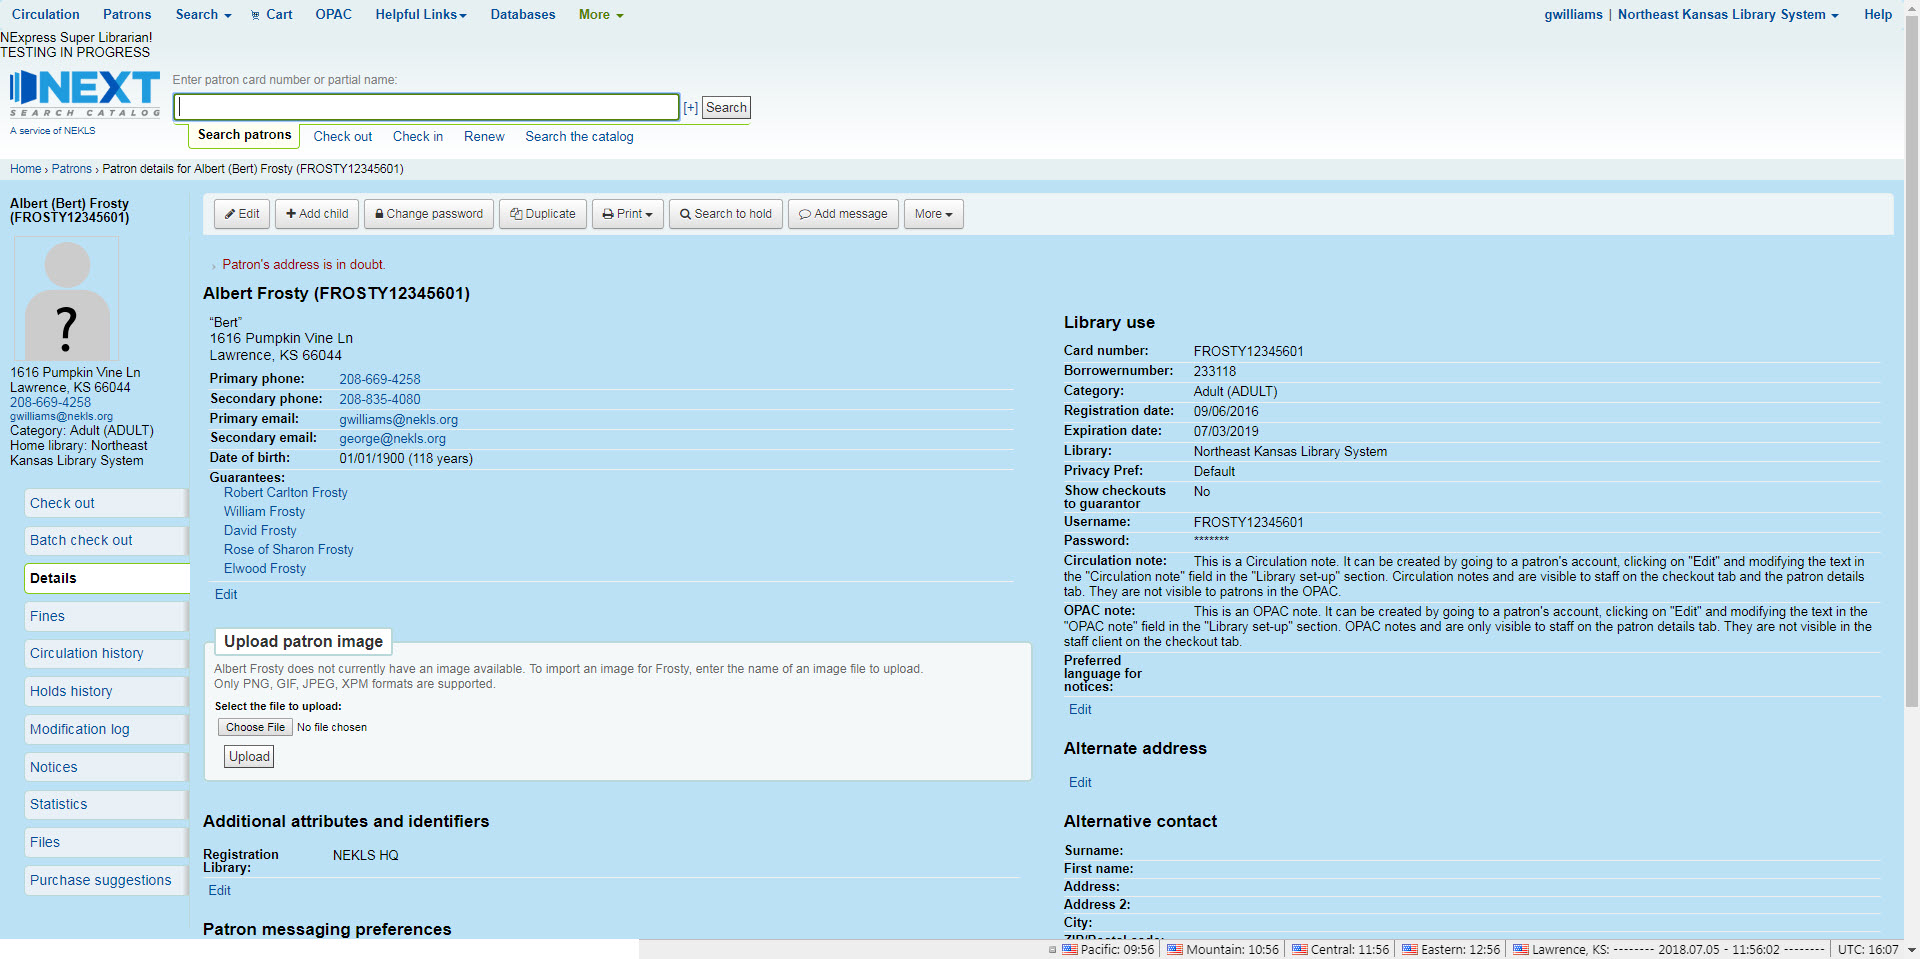 Circulation Patrons Search Cart OPAC Helpful Links Databases More gwilliams | Northeast Kansas Library System Help
NExpress Super Librarian!
TESTING IN PROGRESS
NEXT
SEARCH CATALOG
A service of NEKLS
Enter patron card number or partial name:
[+] Search
Search patrons Check out Check in Renew Search the catalog
Home › Patrons › Patron details for Albert (Bert) Frosty (FROSTY12345601)
Albert (Bert) Frosty
(FROSTY12345601)
?
1616 Pumpkin Vine Ln
Lawrence, KS 66044
208-669-4258
gwilliams@nekls.org
Category: Adult (ADULT)
Home library: Northeast
Kansas Library System
Check out
Batch check out
Details
Fines
Circulation history
Holds history
Modification log
Notices
Statistics
Files
Purchase suggestions
Edit Add child Change password Duplicate Print Search to hold Add message More
Patron's address is in doubt.
Albert Frosty (FROSTY12345601)
“Bert”
1616 Pumpkin Vine Ln
Lawrence, KS 66044
Primary phone: 208-669-4258
Secondary phone: 208-835-4080
Primary email: gwilliams@nekls.org
Secondary email: george@nekls.org
Date of birth: 01/01/1900 (118 years)
Guarantees:
Robert Carlton Frosty
William Frosty
David Frosty
Rose of Sharon Frosty
Elwood Frosty
Edit
Upload patron image
Albert Frosty does not currently have an image available. To import an image for Frosty, enter the name of an image file to upload.
Only PNG, GIF, JPEG, XPM formats are supported.
Select the file to upload:
Choose File No file chosen
Upload
Additional attributes and identifiers
Registration
Library: NEKLS HQ
Edit
Patron messaging preferences
Library use
Card number: FROSTY12345601
Borrowernumber: 233118
Category: Adult (ADULT)
Registration date: 09/06/2016
Expiration date: 07/03/2019
Library: Northeast Kansas Library System
Privacy Pref: Default
Show checkouts
to guarantor No
Username: FROSTY12345601
Password: *******
Circulation note: This is a Circulation note. It can be created by going to a patron's account, clicking on "Edit" and modifying the text in
the "Circulation note" field in the "Library set-up" section. Circulation notes and are visible to staff on the checkout tab and the patron details
tab. They are not visible to patrons in the OPAC.
OPAC note: This is an OPAC note. It can be created by going to a patron's account, clicking on "Edit" and modifying the text in the
"OPAC note" field in the "Library set-up" section. OPAC notes and are only visible to staff on the patron details tab. They are not visible in the
staff client on the checkout tab.
Preferred
language for
notices:
Edit
Alternate address
Edit
Alternative contact
Surname:
First name:
Address:
Address 2:
City:
ZIP/Postal code:
Pacific: 09:56 Mountain: 10:56 Central: 11:56 Eastern: 12:56 Lawrence, KS: -------- 2018.07.05 - 11:56:02 -------- UTC: 16:07